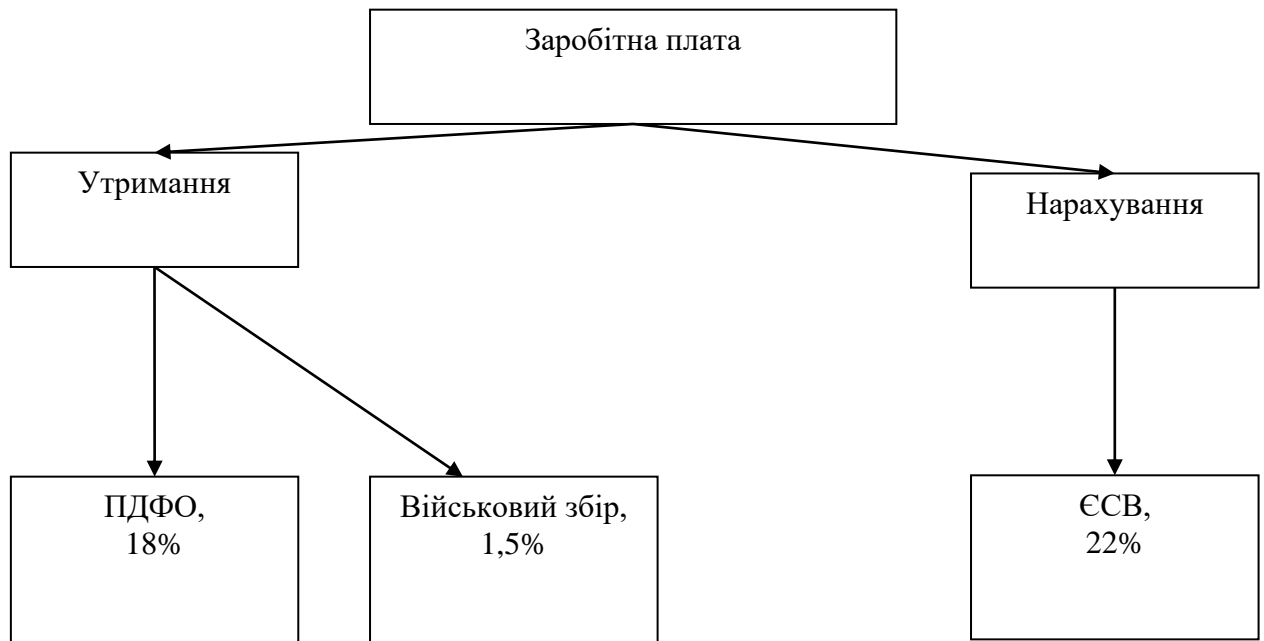 Заробітна плата
Утримання
Нарахування
ПДФО,
18%
Військовий збір,
1,5%
ЄСВ,
22%